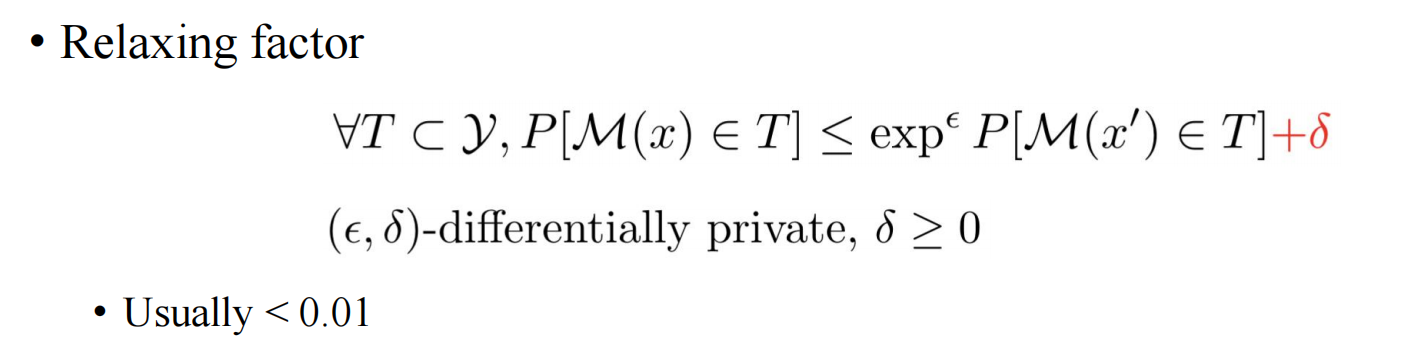 • Relaxing factor
∀T ⊂ 𝒴, P[ℳ(x) ∈ T] ≤ exp^ϵ P[ℳ(x′) ∈ T]+δ
(ϵ, δ)-differentially private, δ ≥ 0
• Usually < 0.01